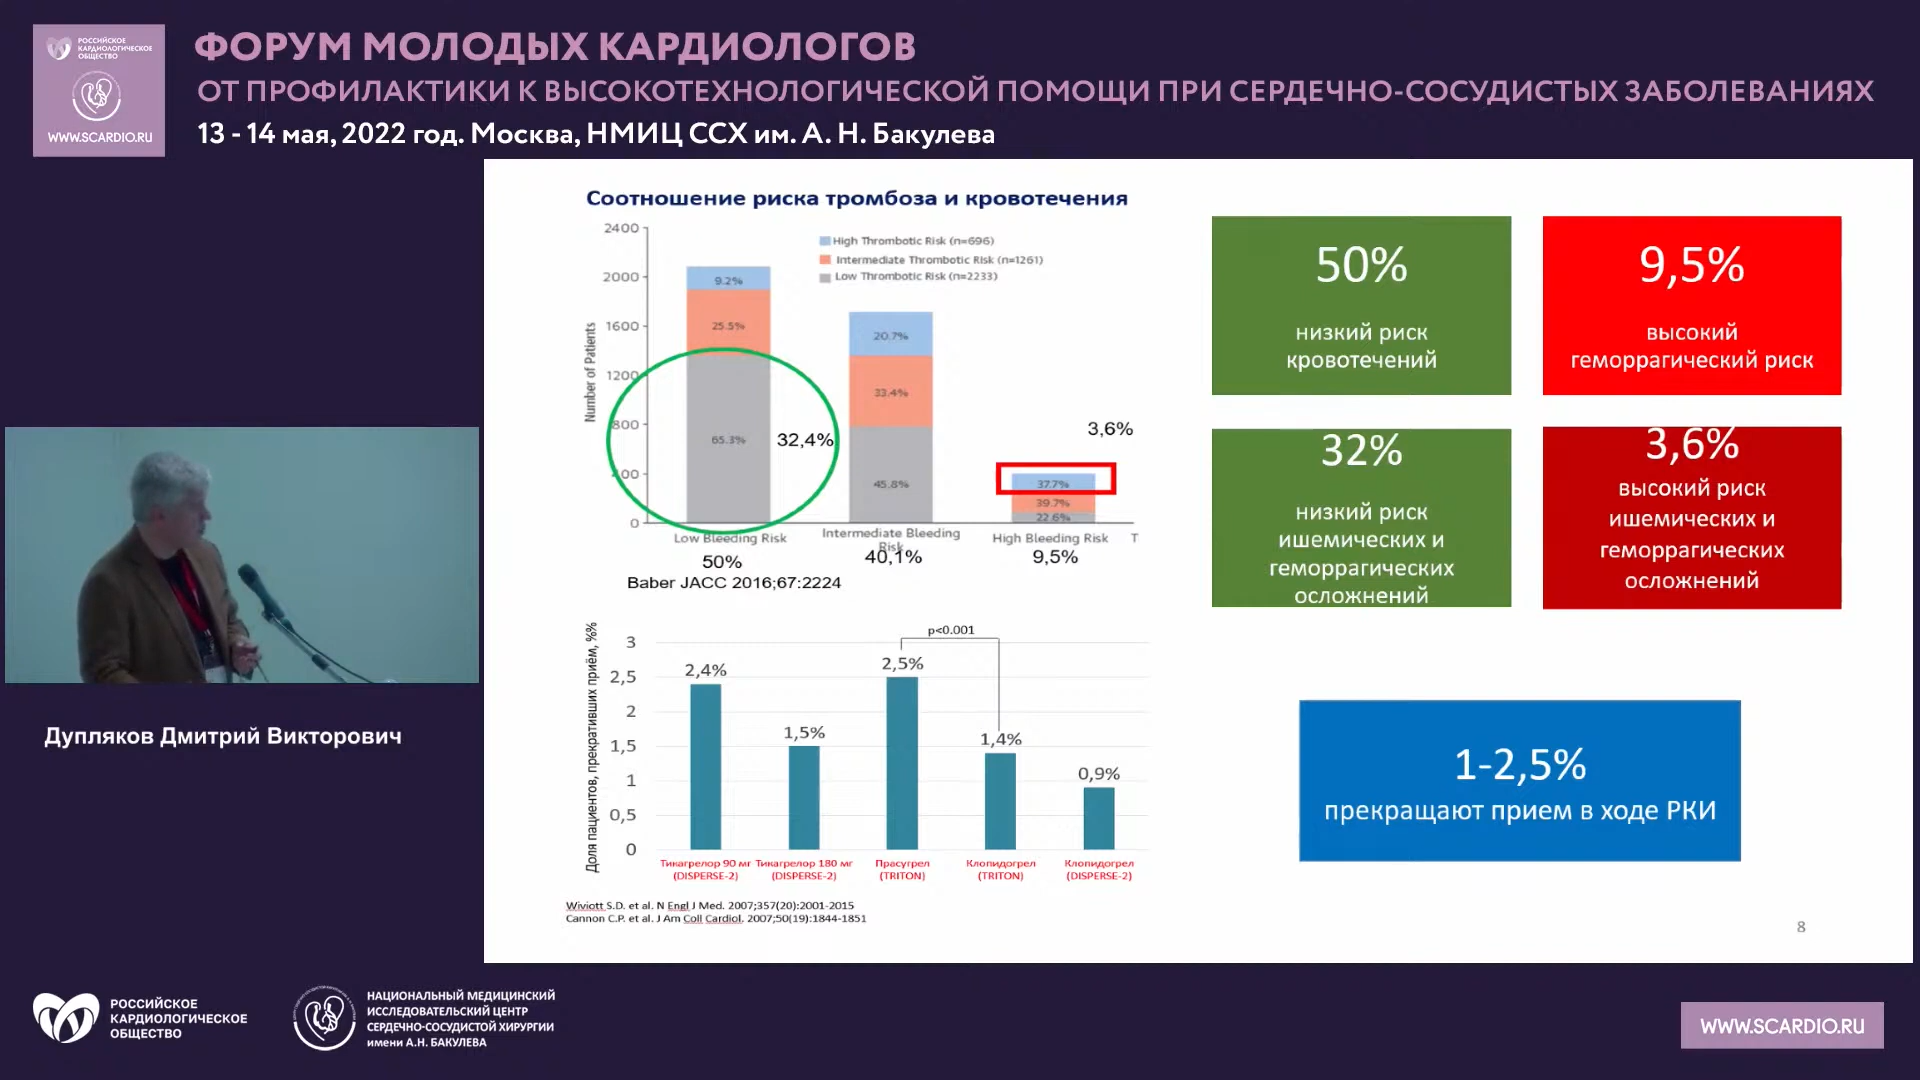 РОССИЙСКОЕ
КАРДИОЛОГИЧЕСКОЕ
ОБЩЕСТВО
WWW.SCARDIO.RU
ФОРУМ МОЛОДЫХ КАРДИОЛОГОВ
ОТ ПРОФИЛАКТИКИ К ВЫСОКОТЕХНОЛОГИЧЕСКОЙ ПОМОЩИ ПРИ СЕРДЕЧНО-СОСУДИСТЫХ ЗАБОЛЕВАНИЯХ
13 - 14 мая, 2022 год. Москва, НМИЦ ССХ им. А. Н. Бакулева
Соотношение риска тромбоза и кровотечения
Number of Patients
2400
2000
1600
1200
800
400
0
High Thrombotic Risk (n=696)
Intermediate Thrombotic Risk (n=1261)
Low Thrombotic Risk (n=2233)
9.2%
25.5%
65.3%
32,4%
20.7%
33.4%
45.8%
3,6%
37.7%
39.7%
22.6%
Low Bleeding Risk
Intermediate Bleeding
Risk
High Bleeding Risk
T
50%
40,1%
9,5%
Baber JACC 2016;67:2224
Доля пациентов, прекративших приём, %%
3
2,5
2
1,5
1
0,5
0
p<0.001
2,4%
1,5%
2,5%
1,4%
0,9%
Тикагрелор 90 мг
(DISPERSE-2)
Тикагрелор 180 мг
(DISPERSE-2)
Прасугрел
(TRITON)
Клопидогрел
(TRITON)
Клопидогрел
(DISPERSE-2)
Wiviott S.D. et al. N Engl J Med. 2007;357(20):2001-2015
Cannon C.P. et al. J Am Coll Cardiol. 2007;50(19):1844-1851
50%
низкий риск
кровотечений
9,5%
высокий
геморрагический риск
32%
низкий риск
ишемических и
геморрагических
осложнений
3,6%
высокий риск
ишемических и
геморрагических
осложнений
1-2,5%
прекращают прием в ходе РКИ
8
Дупляков Дмитрий Викторович
РОССИЙСКОЕ
КАРДИОЛОГИЧЕСКОЕ
ОБЩЕСТВО
НАЦИОНАЛЬНЫЙ МЕДИЦИНСКИЙ
ИССЛЕДОВАТЕЛЬСКИЙ ЦЕНТР
СЕРДЕЧНО-СОСУДИСТОЙ ХИРУРГИИ
имени А.Н. БАКУЛЕВА
WWW.SCARDIO.RU